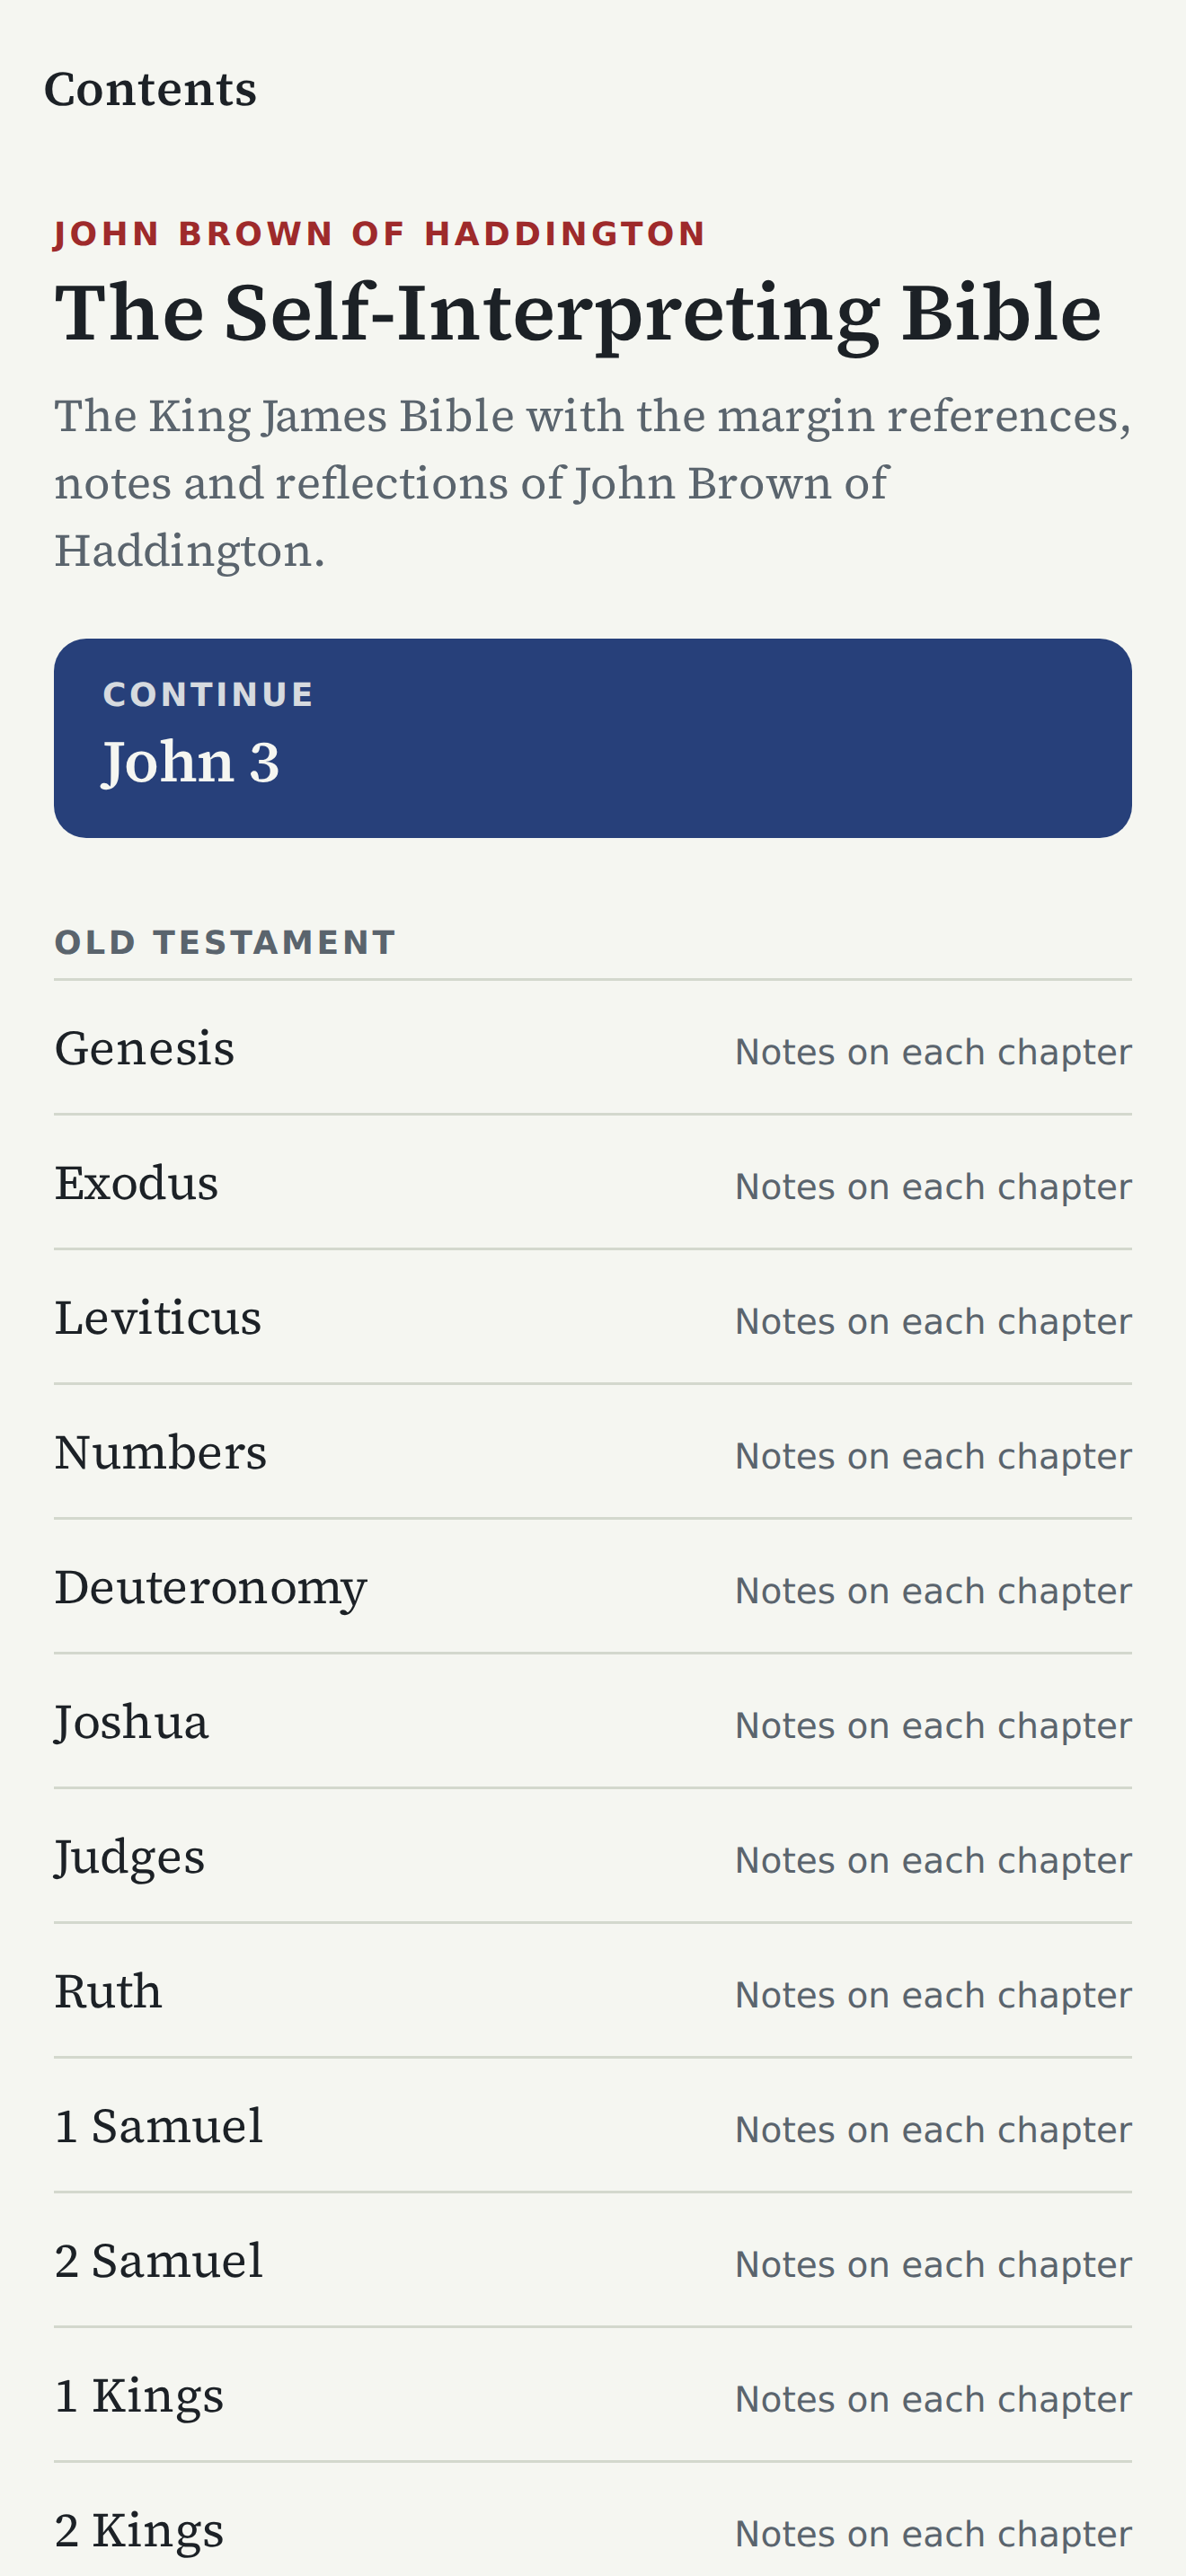 Contents
JOHN BROWN OF HADDINGTON
The Self-Interpreting Bible
The King James Bible with the margin references,
notes and reflections of John Brown of
Haddington.
CONTINUE
John 3
OLD TESTAMENT
Genesis Notes on each chapter
Exodus Notes on each chapter
Leviticus Notes on each chapter
Numbers Notes on each chapter
Deuteronomy Notes on each chapter
Joshua Notes on each chapter
Judges Notes on each chapter
Ruth Notes on each chapter
1 Samuel Notes on each chapter
2 Samuel Notes on each chapter
1 Kings Notes on each chapter
2 Kings Notes on each chapter